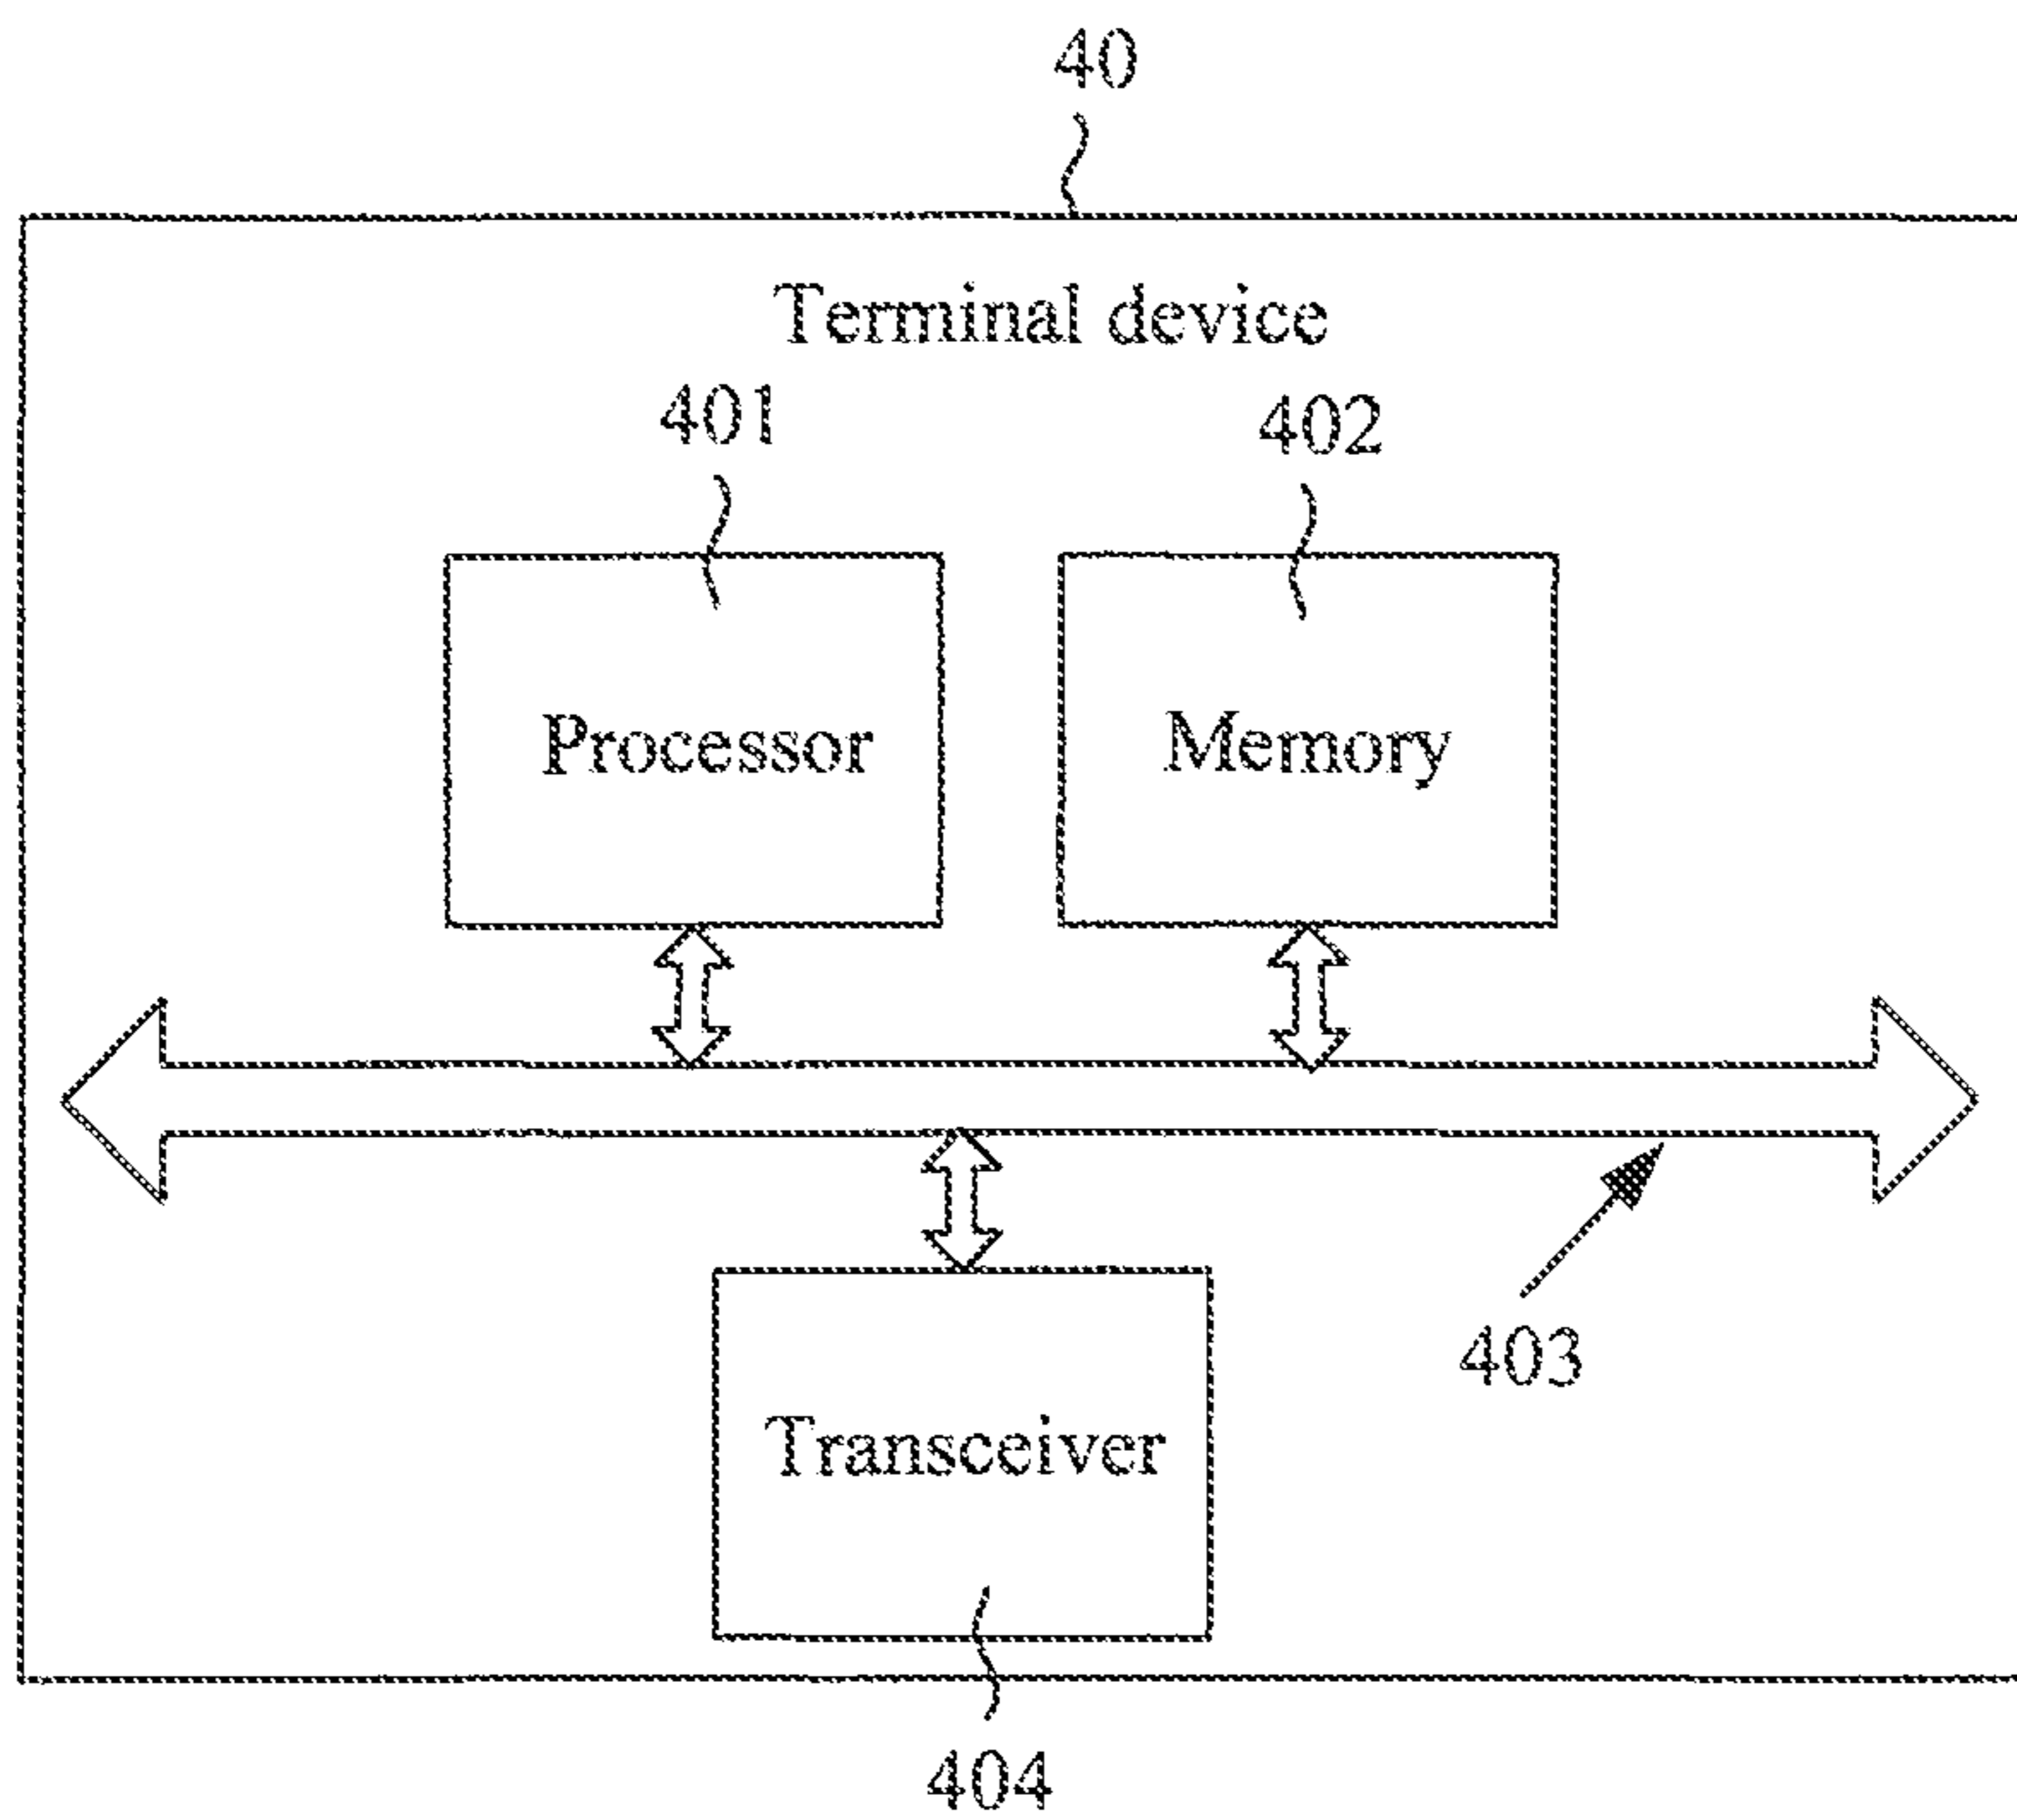 40
Terminal device
401
402
Processor
Memory
403
Transceiver
404